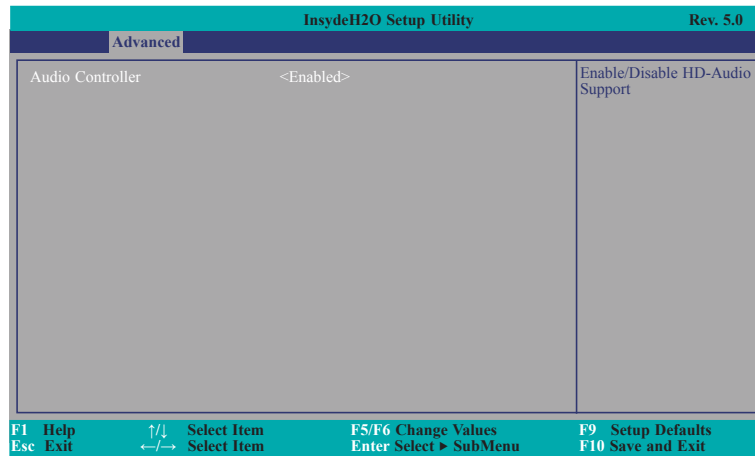 InsydeH2O Setup Utility Rev. 5.0
Advanced
Audio Controller <Enabled>
Enable/Disable HD-Audio
Support
F1 Help ↑/↓ Select Item F5/F6 Change Values F9 Setup Defaults
Esc Exit ←/→ Select Item Enter Select ► SubMenu F10 Save and Exit